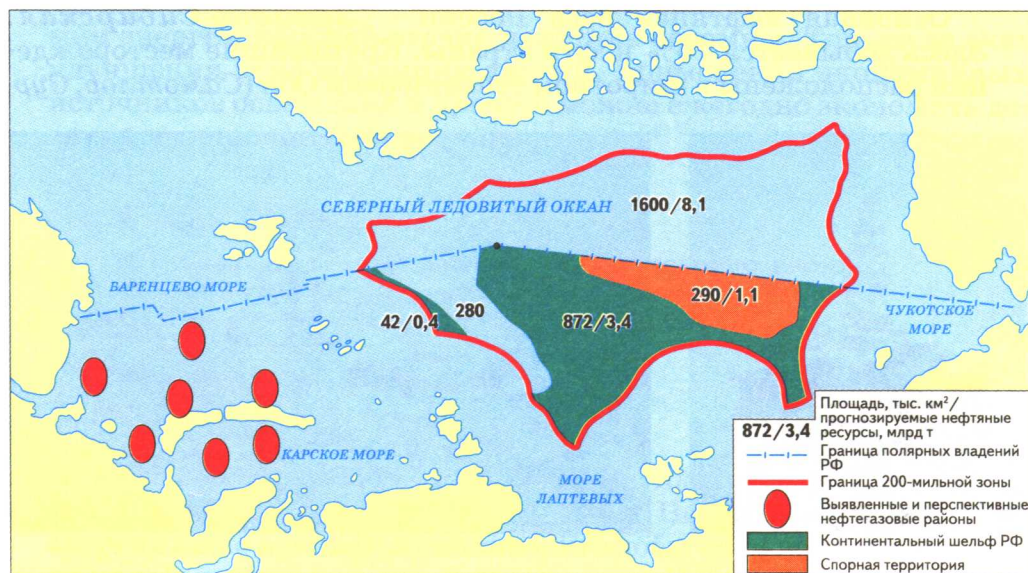 СЕВЕРНЫЙ ЛЕДОВИТЫЙ ОКЕАН
1600/8,1
БАРЕНЦЕВО МОРЕ
42/0,4
280
872/3,4
290/1,1
ЧУКОТСКОЕ
МОРЕ
КАРСКОЕ МОРЕ
МОРЕ
ЛАПТЕВЫХ
872/3,4
Площадь, тыс. км²/
прогнозируемые нефтяные
ресурсы, млрд т
Граница полярных владений
РФ
Граница 200-мильной зоны
Выявленные и перспективные
нефтегазовые районы
Континентальный шельф РФ
Спорная территория